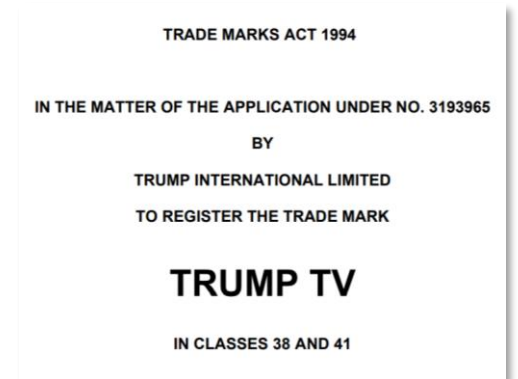 TRADE MARKS ACT 1994
IN THE MATTER OF THE APPLICATION UNDER NO. 3193965
BY
TRUMP INTERNATIONAL LIMITED
TO REGISTER THE TRADE MARK
TRUMP TV
IN CLASSES 38 AND 41